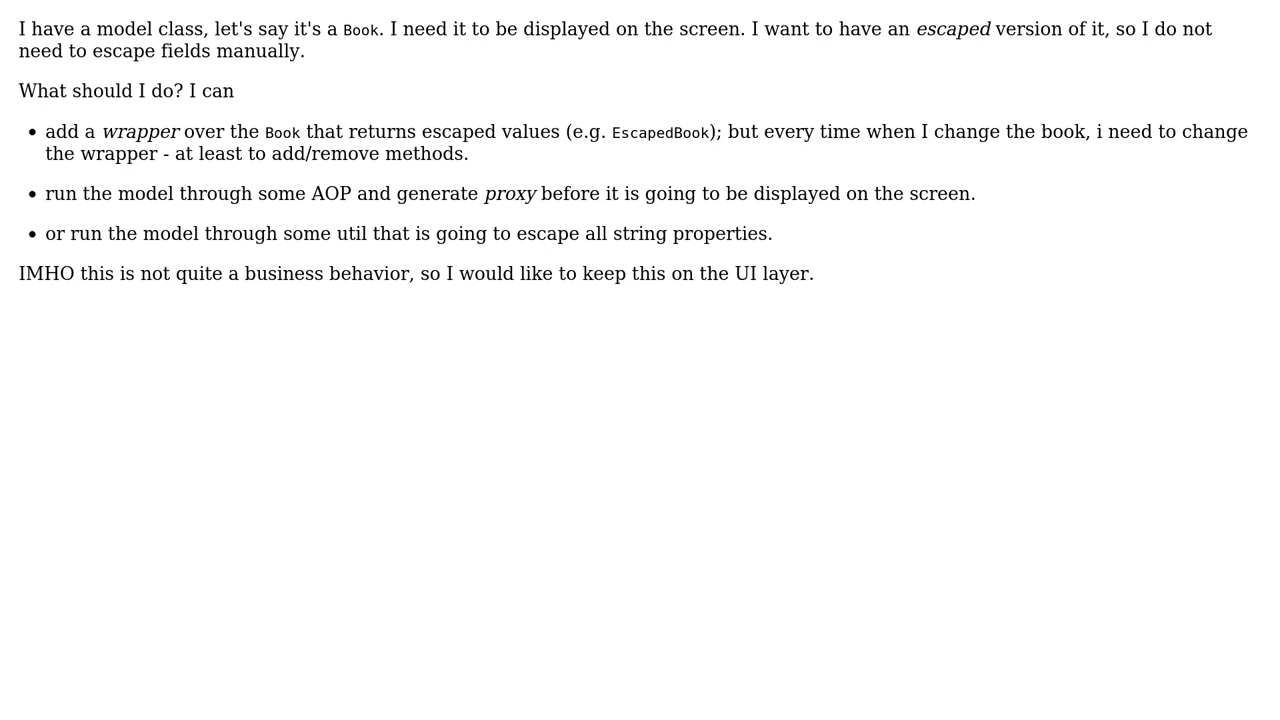 I have a model class, let's say it's a Book. I need it to be displayed on the screen. I want to have an escaped version of it, so I do not
need to escape fields manually.
What should I do? I can
• add a wrapper over the Book that returns escaped values (e.g. EscapedBook); but every time when I change the book, i need to change
the wrapper - at least to add/remove methods.
• run the model through some AOP and generate proxy before it is going to be displayed on the screen.
• or run the model through some util that is going to escape all string properties.
IMHO this is not quite a business behavior, so I would like to keep this on the UI layer.